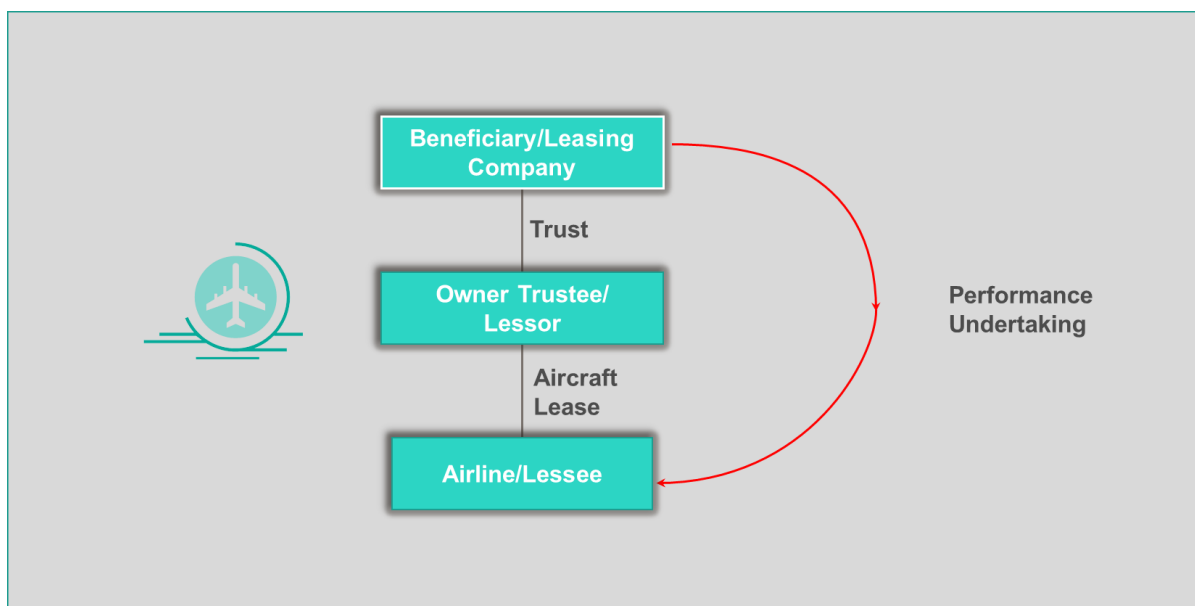 Beneficiary/Leasing
Company
Trust
Owner Trustee/
Lessor
Performance
Undertaking
Aircraft
Lease
Airline/Lessee